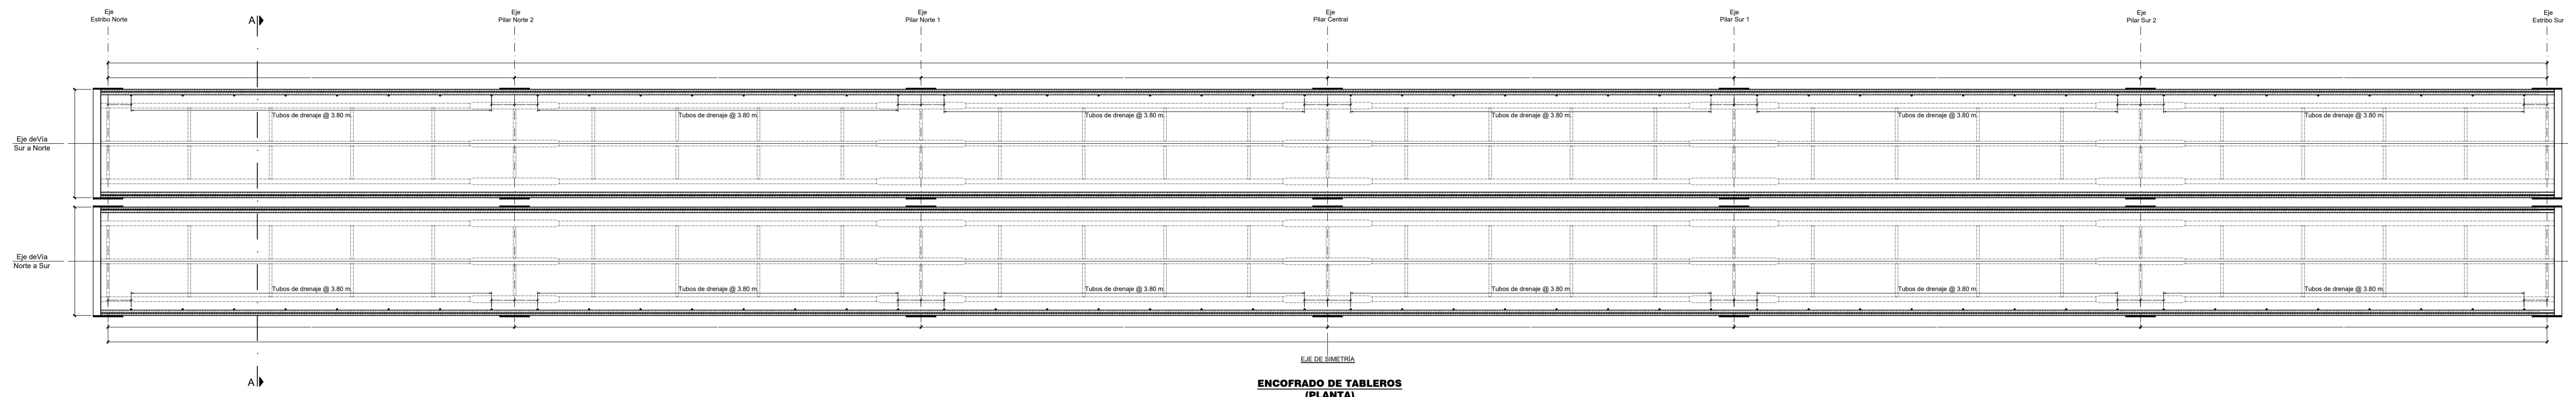 Eje
Estribo Norte
A
Eje
Pilar Norte 2
Eje
Pilar Norte 1
Eje
Pilar Central
Eje
Pilar Sur 1
Eje
Pilar Sur 2
Eje
Estribo Sur
Tubos de drenaje @ 3.80 m.
Tubos de drenaje @ 3.80 m.
Tubos de drenaje @ 3.80 m.
Tubos de drenaje @ 3.80 m.
Tubos de drenaje @ 3.80 m.
Tubos de drenaje @ 3.80 m.
Eje deVía
Sur a Norte
Eje deVía
Norte a Sur
Tubos de drenaje @ 3.80 m.
Tubos de drenaje @ 3.80 m.
Tubos de drenaje @ 3.80 m.
Tubos de drenaje @ 3.80 m.
Tubos de drenaje @ 3.80 m.
Tubos de drenaje @ 3.80 m.
EJE DE SIMETRÍA
A
ENCOFRADO DE TABLEROS
(PLANTA)